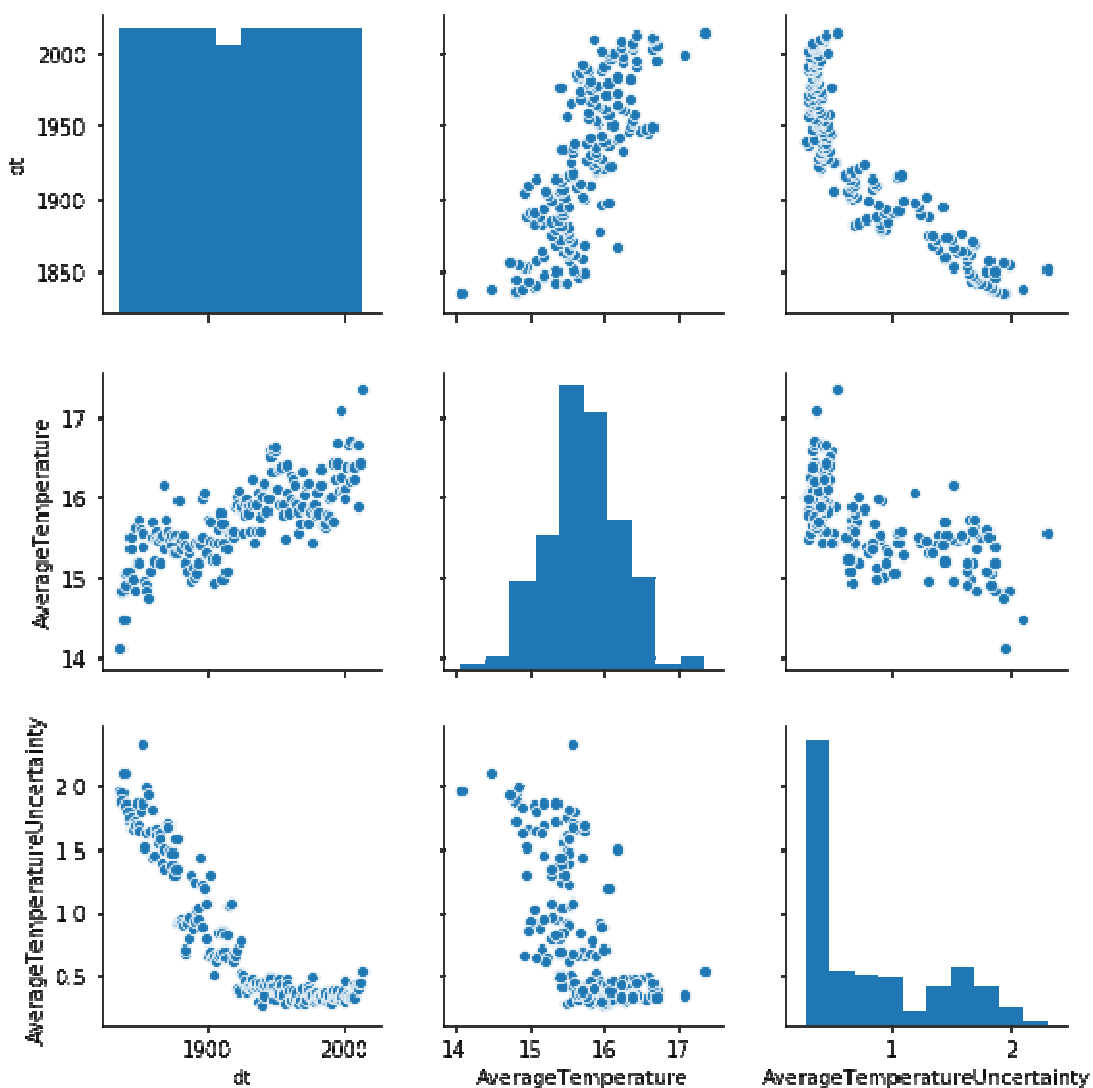 2000
1950
1900
1850
dt
17
16
15
14
AverageTemperature
2.0
1.5
1.0
0.5
AverageTemperatureUncertainty
1900 2000
dt
14 15 16 17
AverageTemperature
1 2
AverageTemperatureUncertainty